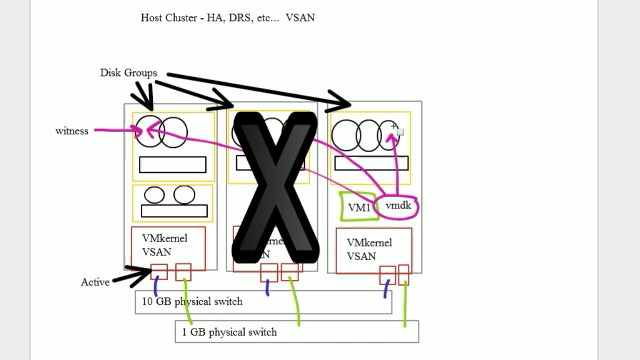 Host Cluster - HA, DRS, etc... VSAN
Disk Groups
witness
VM1
vmdk
VMkernel
VSAN
VMkernel
VSAN
Active
10 GB physical switch
1 GB physical switch